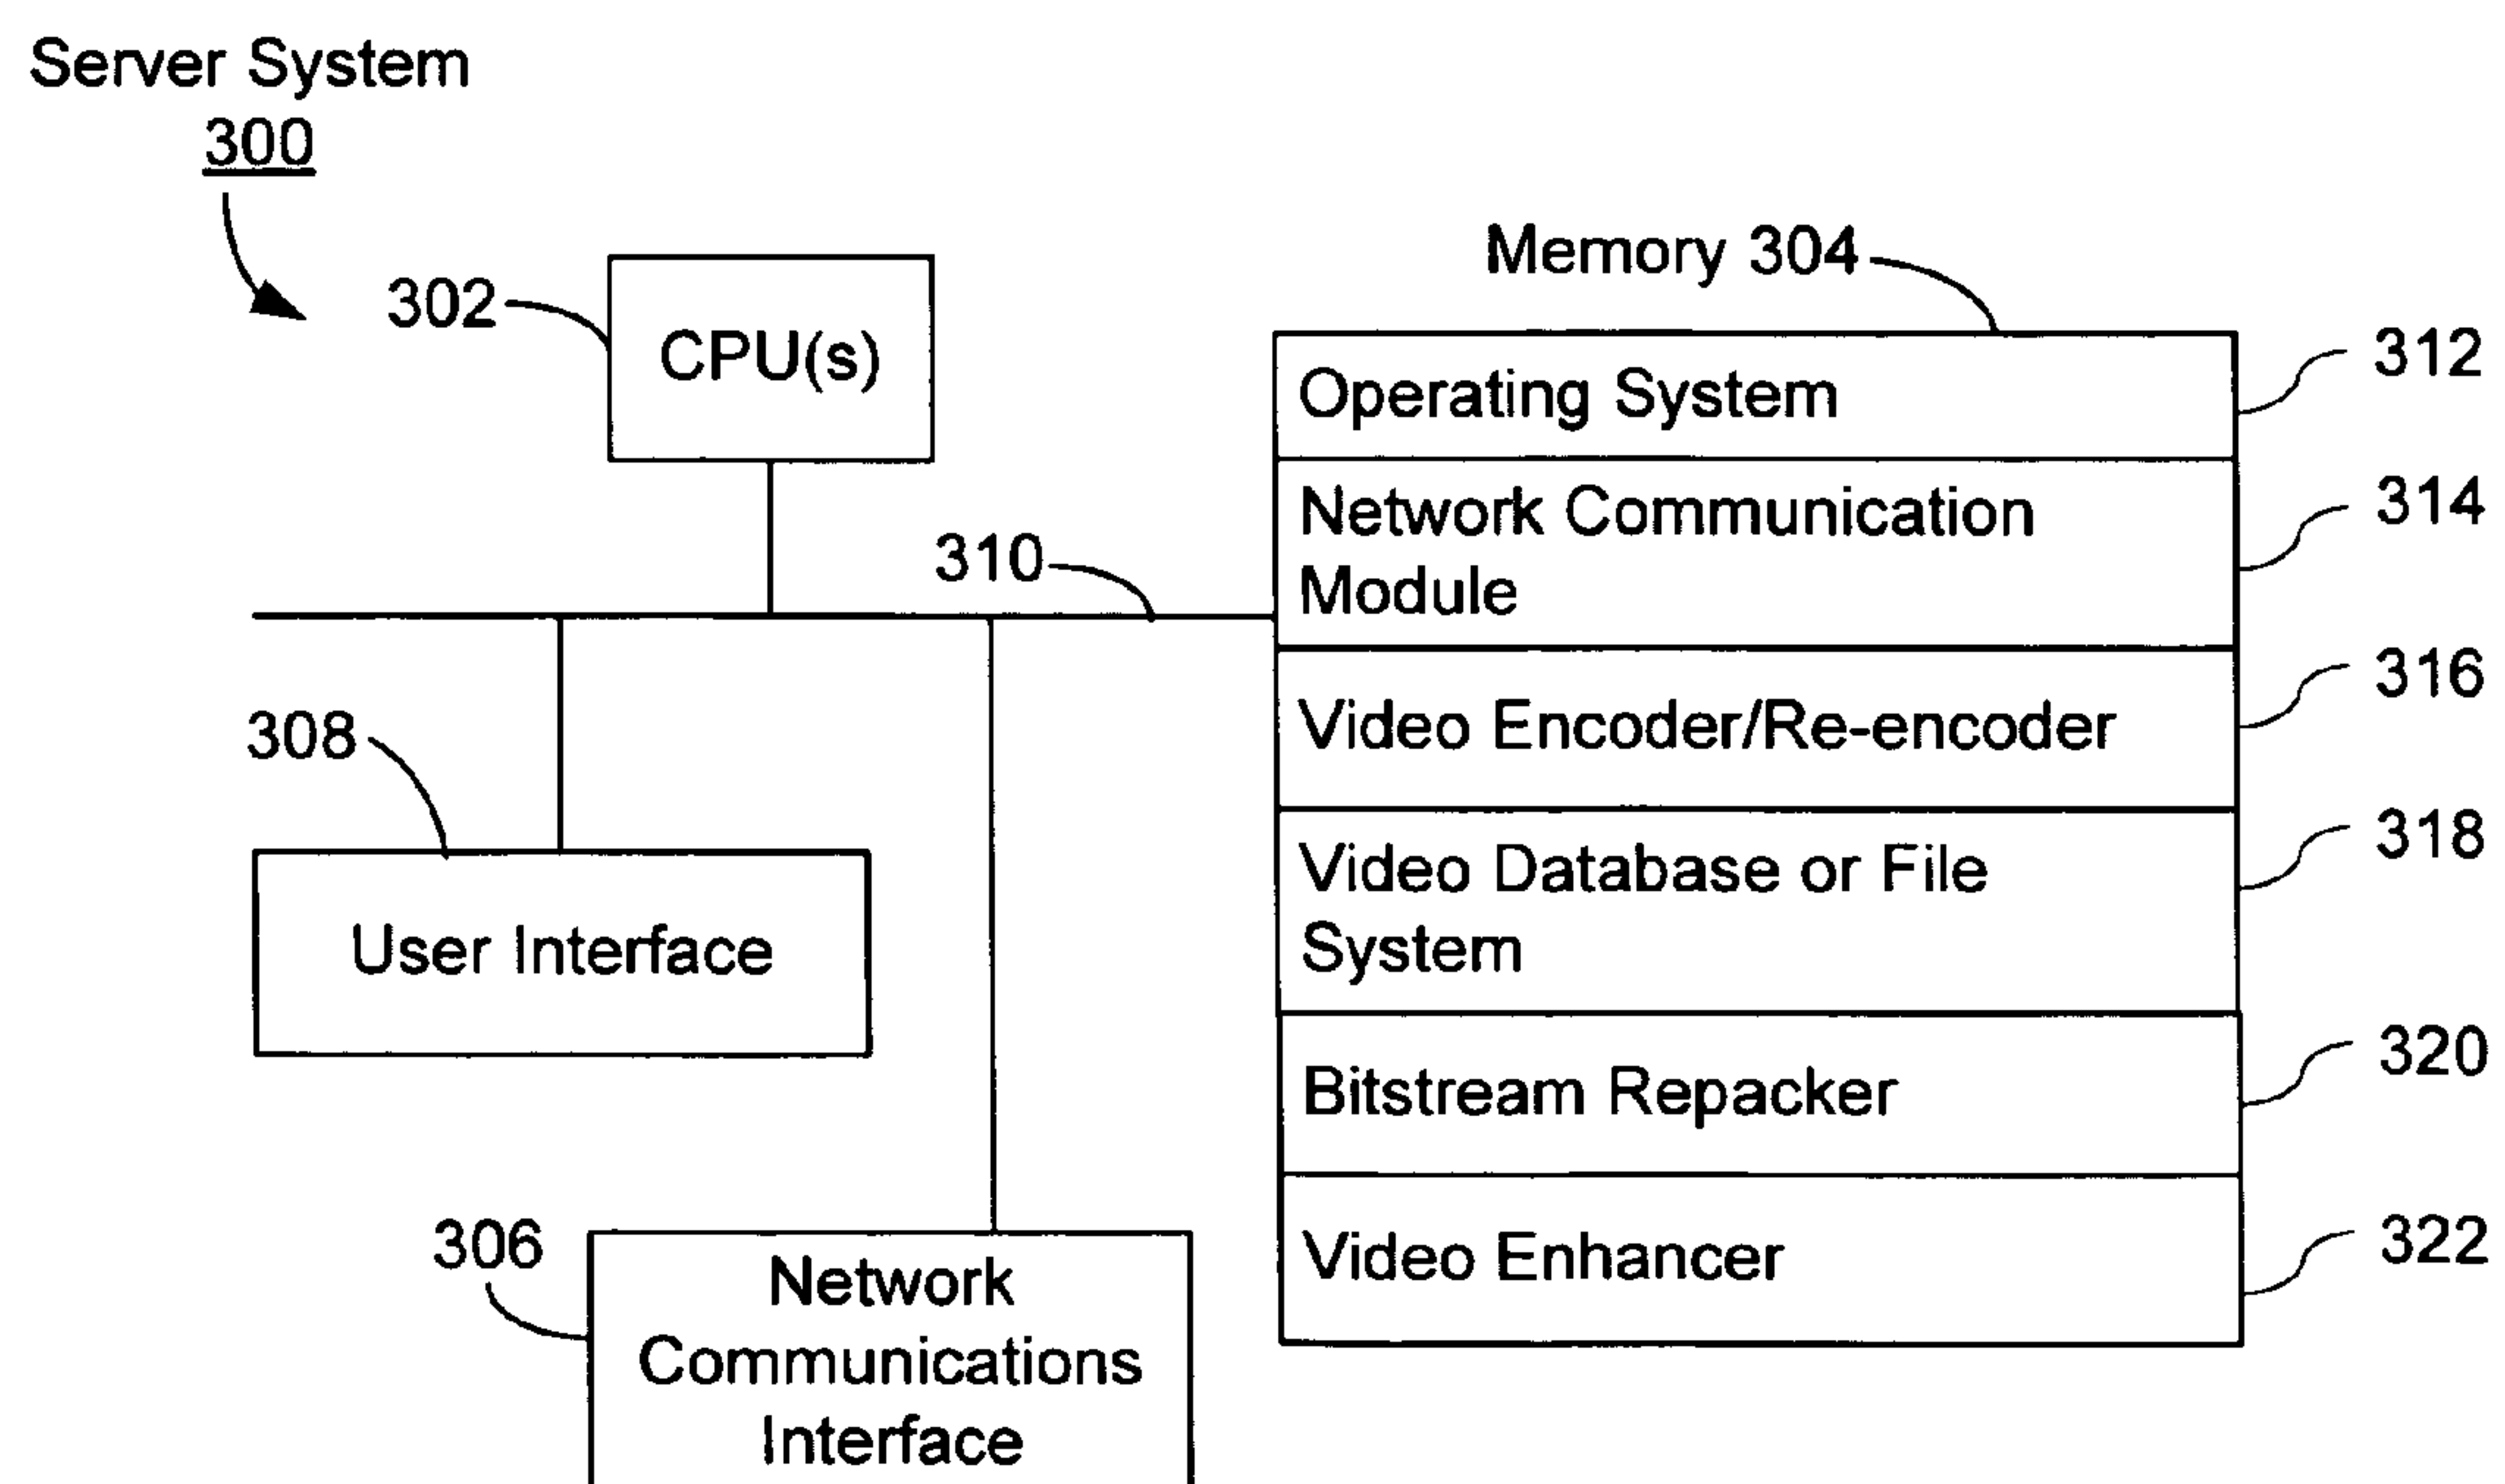 Server System
300
302
CPU(s)
Memory 304
Operating System
312
Network Communication
Module
314
310
Video Encoder/Re-encoder
316
308
User Interface
Video Database or File
System
318
Bitstream Repacker
320
306
Network
Communications
Interface
Video Enhancer
322